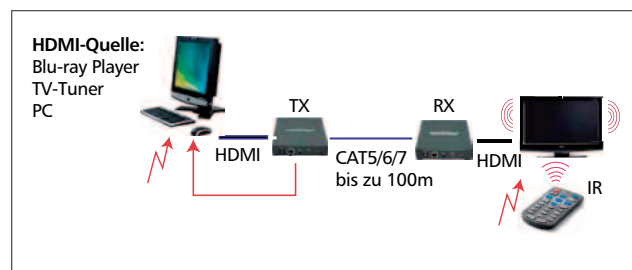 HDMI-Quelle:
Blu-ray Player
TV-Tuner
PC
TX
RX
HDMI
CAT5/6/7
bis zu 100m
HDMI
IR